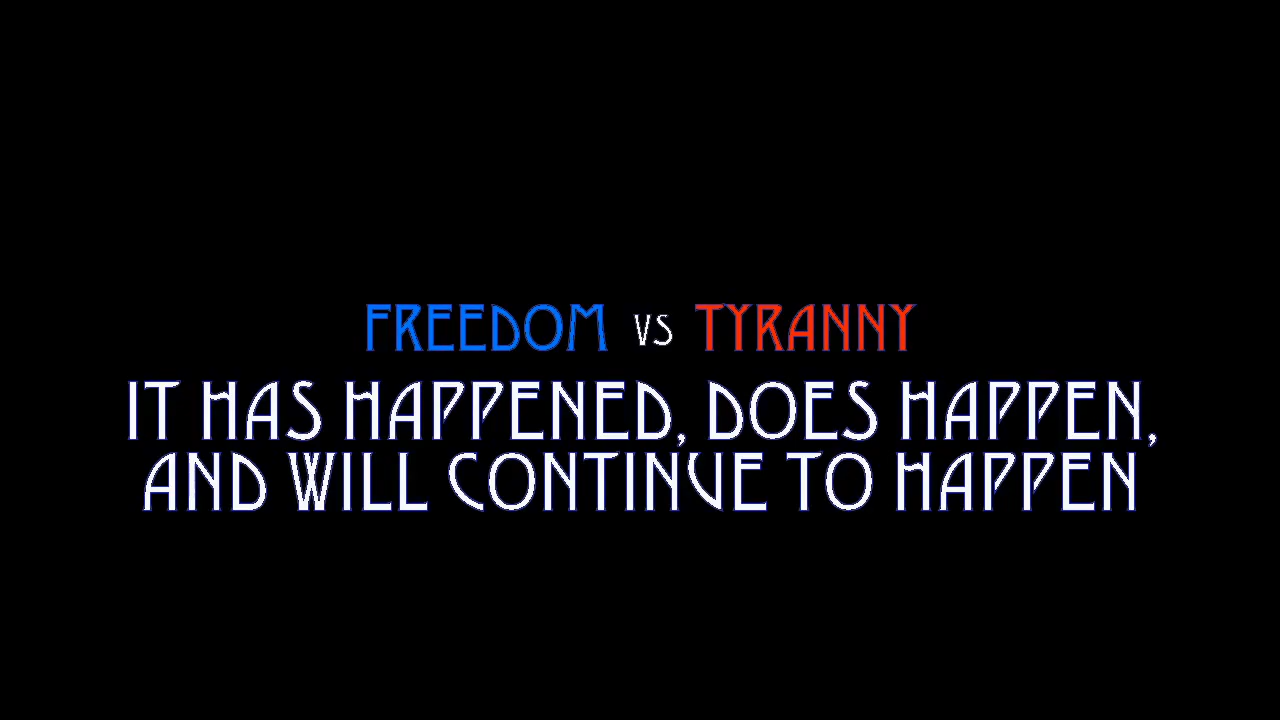 FREEDOM VS TYRANNY
IT HAS HAPPENED, DOES HAPPEN,
AND WILL CONTINUE TO HAPPEN